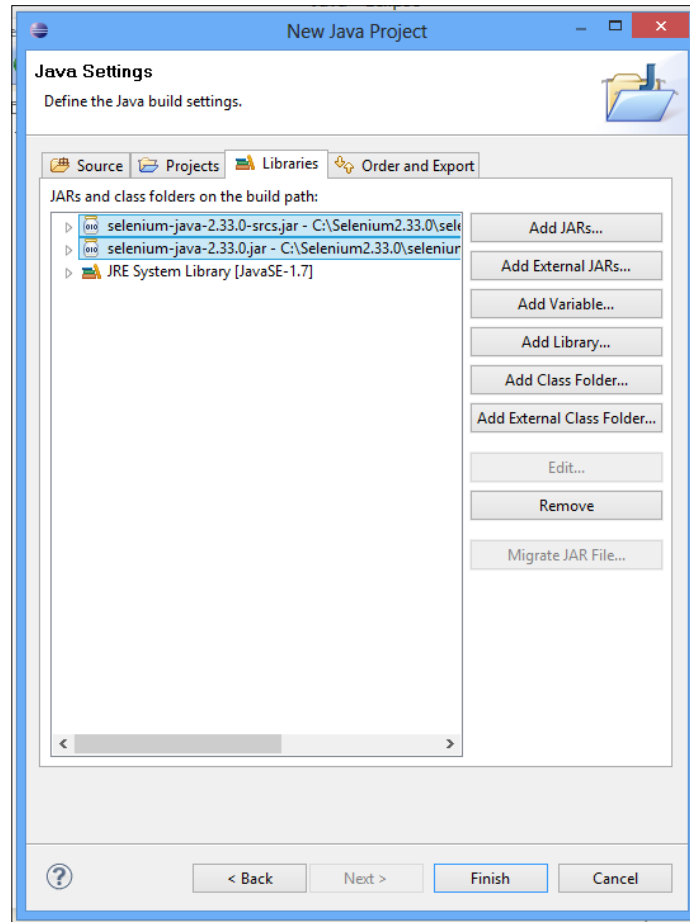 New Java Project
Java Settings
Define the Java build settings.
Source Projects Libraries Order and Export
JARs and class folders on the build path:
selenium-java-2.33.0-srcs.jar - C:\Selenium2.33.0\sele
selenium-java-2.33.0.jar - C:\Selenium2.33.0\seleniur
JRE System Library [JavaSE-1.7]
Add JARs...
Add External JARs...
Add Variable...
Add Library...
Add Class Folder...
Add External Class Folder...
Edit...
Remove
Migrate JAR File...
< Back Next > Finish Cancel